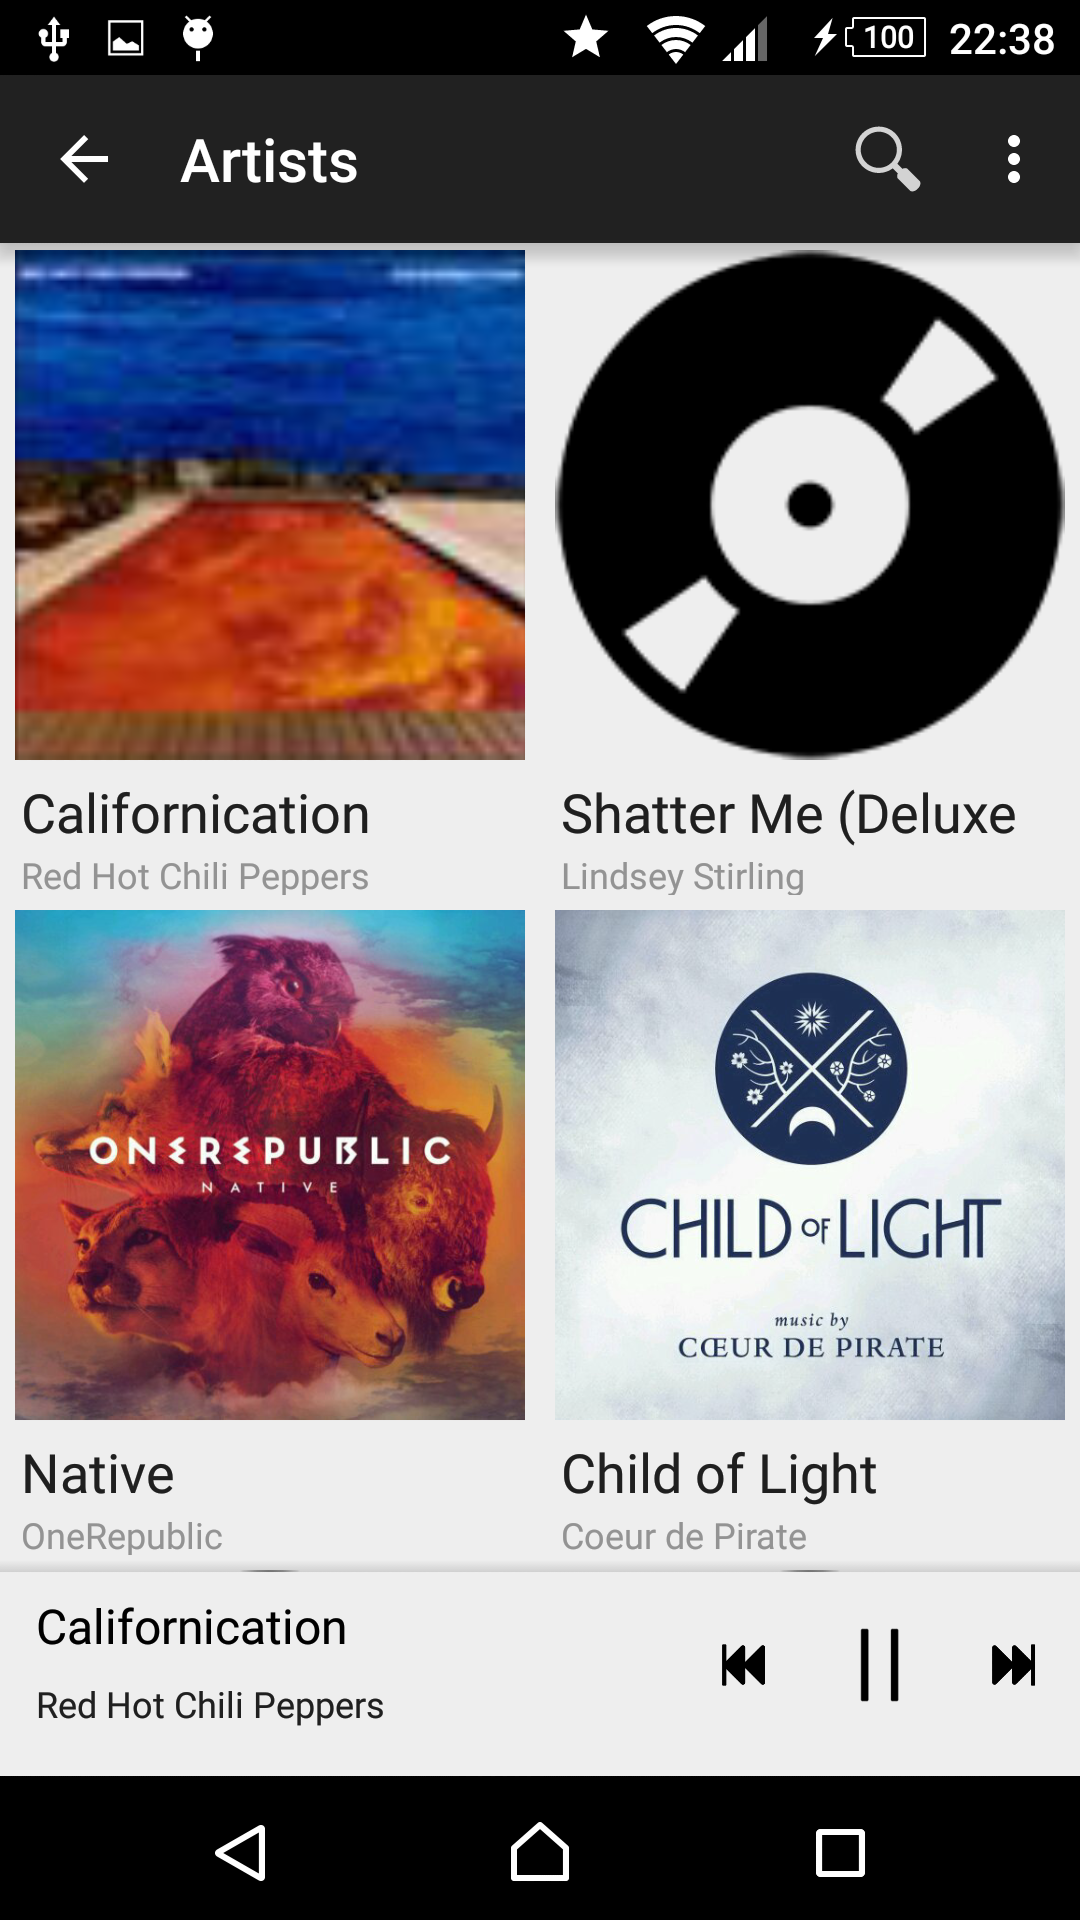 100 22:38
Artists
Californication
Red Hot Chili Peppers
Shatter Me (Deluxe
Lindsey Stirling
ONEREPUBLIC
NATIVE
CHILD OF LIGHT
music by
CŒUR DE PIRATE
Native
OneRepublic
Child of Light
Coeur de Pirate
Californication
Red Hot Chili Peppers